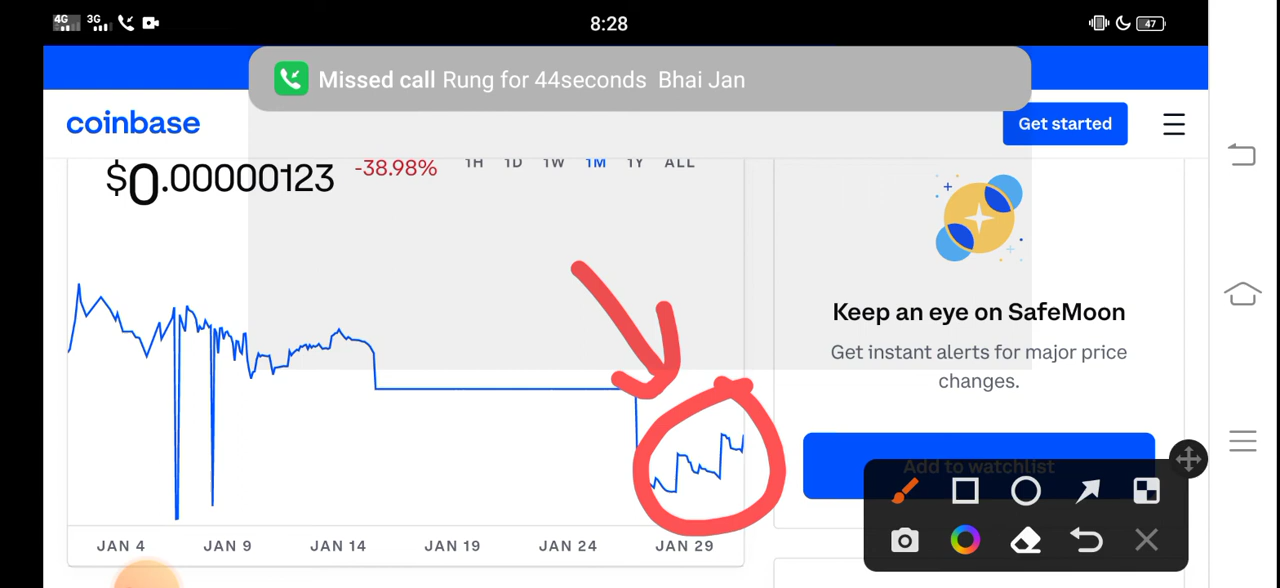 4G 3G 8:28 47
Missed call Rung for 44seconds Bhai Jan
coinbase Get started
$0.00000123 -38.98% 1H 1D 1W 1M 1Y ALL
Keep an eye on SafeMoon
Get instant alerts for major price
changes.
Add to watchlist
JAN 4 JAN 9 JAN 14 JAN 19 JAN 24 JAN 29